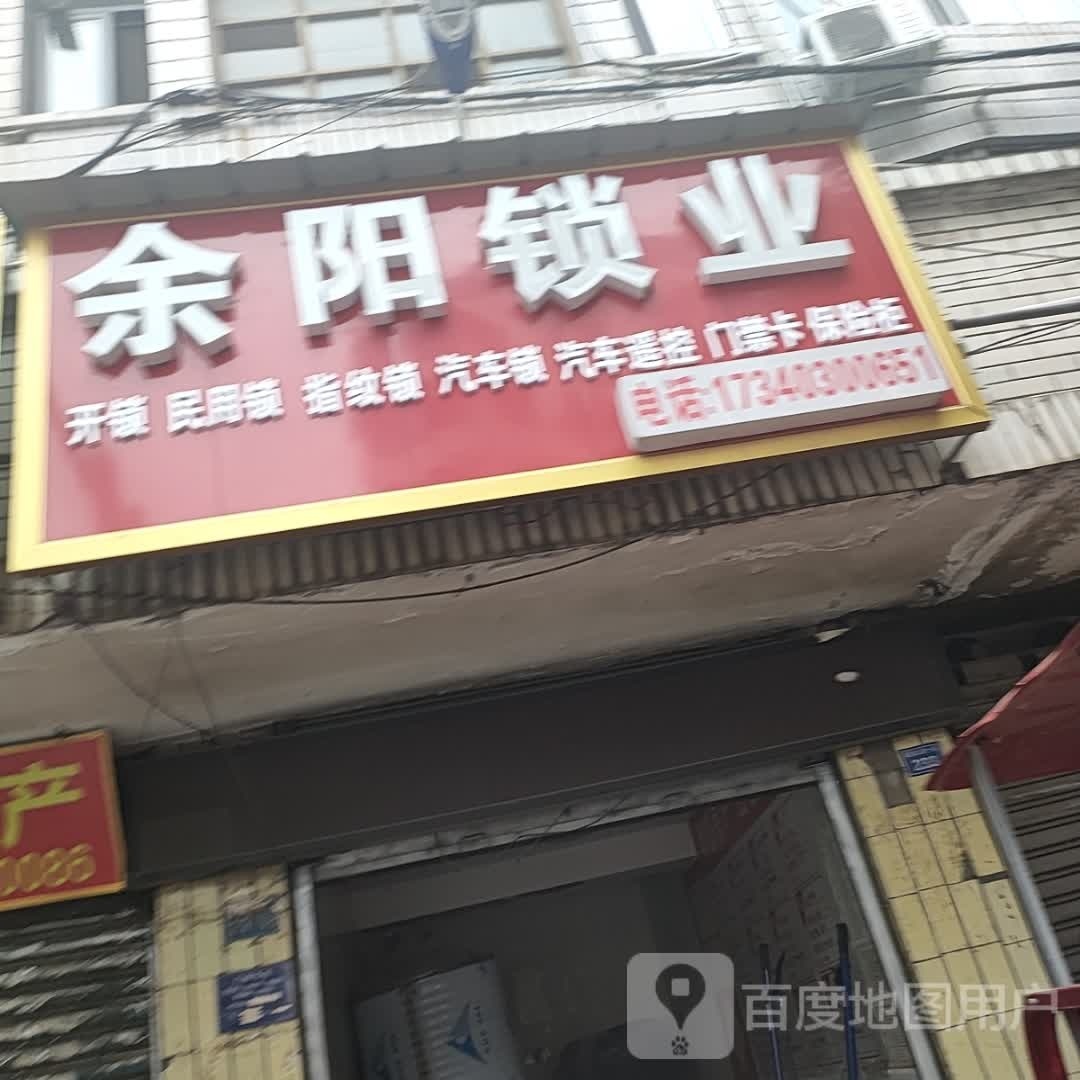 余阳锁业
开锁 民用锁 指纹锁 汽车锁 汽车遥控 门禁卡 保险柜
电话:17340300651
产
0086
百度地图用户